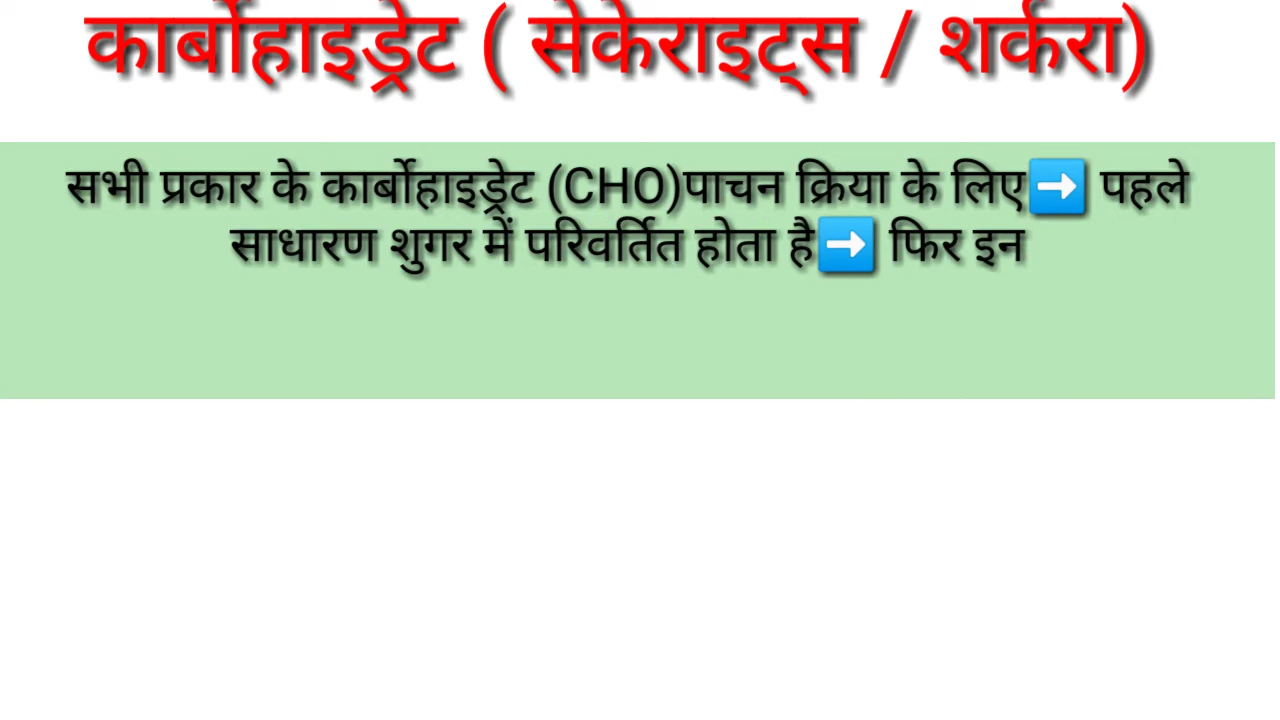 कार्बोहाइड्रेट ( सेकेराइट्स / शर्करा)
सभी प्रकार के कार्बोहाइड्रेट (CHO)पाचन क्रिया के लिए➡️ पहले
साधारण शुगर में परिवर्तित होता है➡️ फिर इन